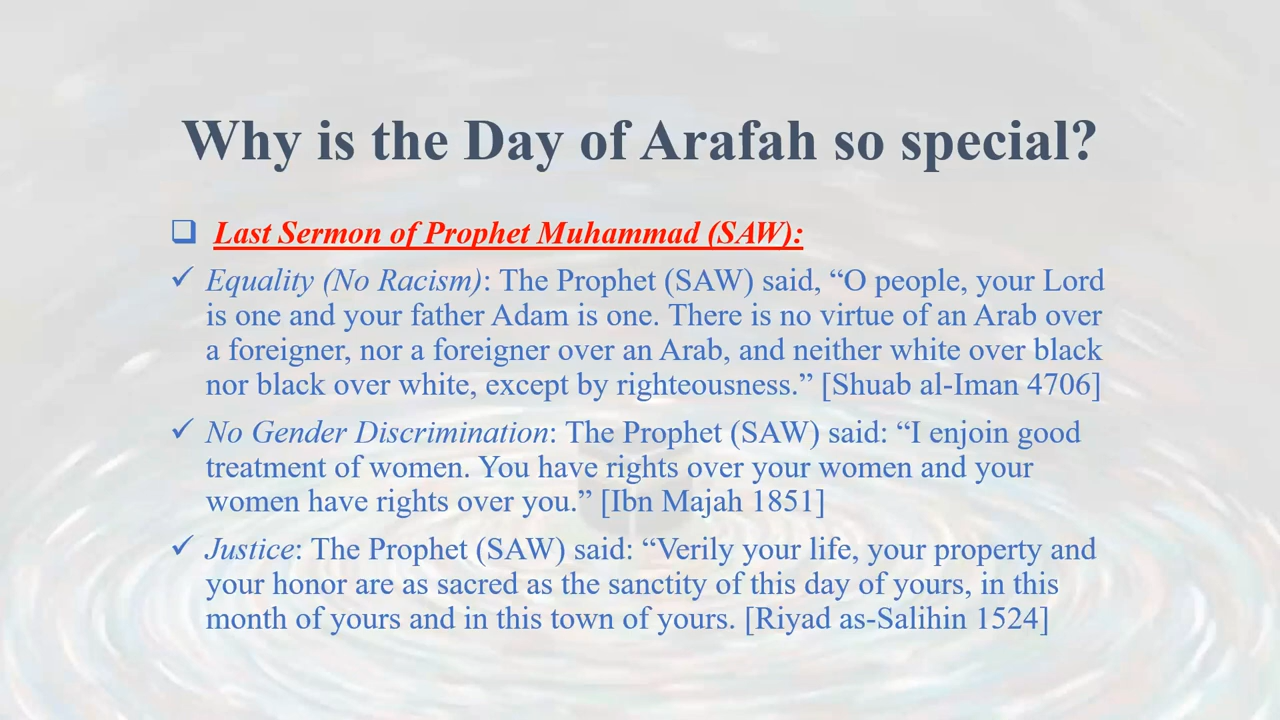 Why is the Day of Arafah so special?
Last Sermon of Prophet Muhammad (SAW):
Equality (No Racism): The Prophet (SAW) said, “O people, your Lord
is one and your father Adam is one. There is no virtue of an Arab over
a foreigner, nor a foreigner over an Arab, and neither white over black
nor black over white, except by righteousness.” [Shuab al-Iman 4706]
No Gender Discrimination: The Prophet (SAW) said: “I enjoin good
treatment of women. You have rights over your women and your
women have rights over you.” [Ibn Majah 1851]
Justice: The Prophet (SAW) said: “Verily your life, your property and
your honor are as sacred as the sanctity of this day of yours, in this
month of yours and in this town of yours. [Riyad as-Salihin 1524]